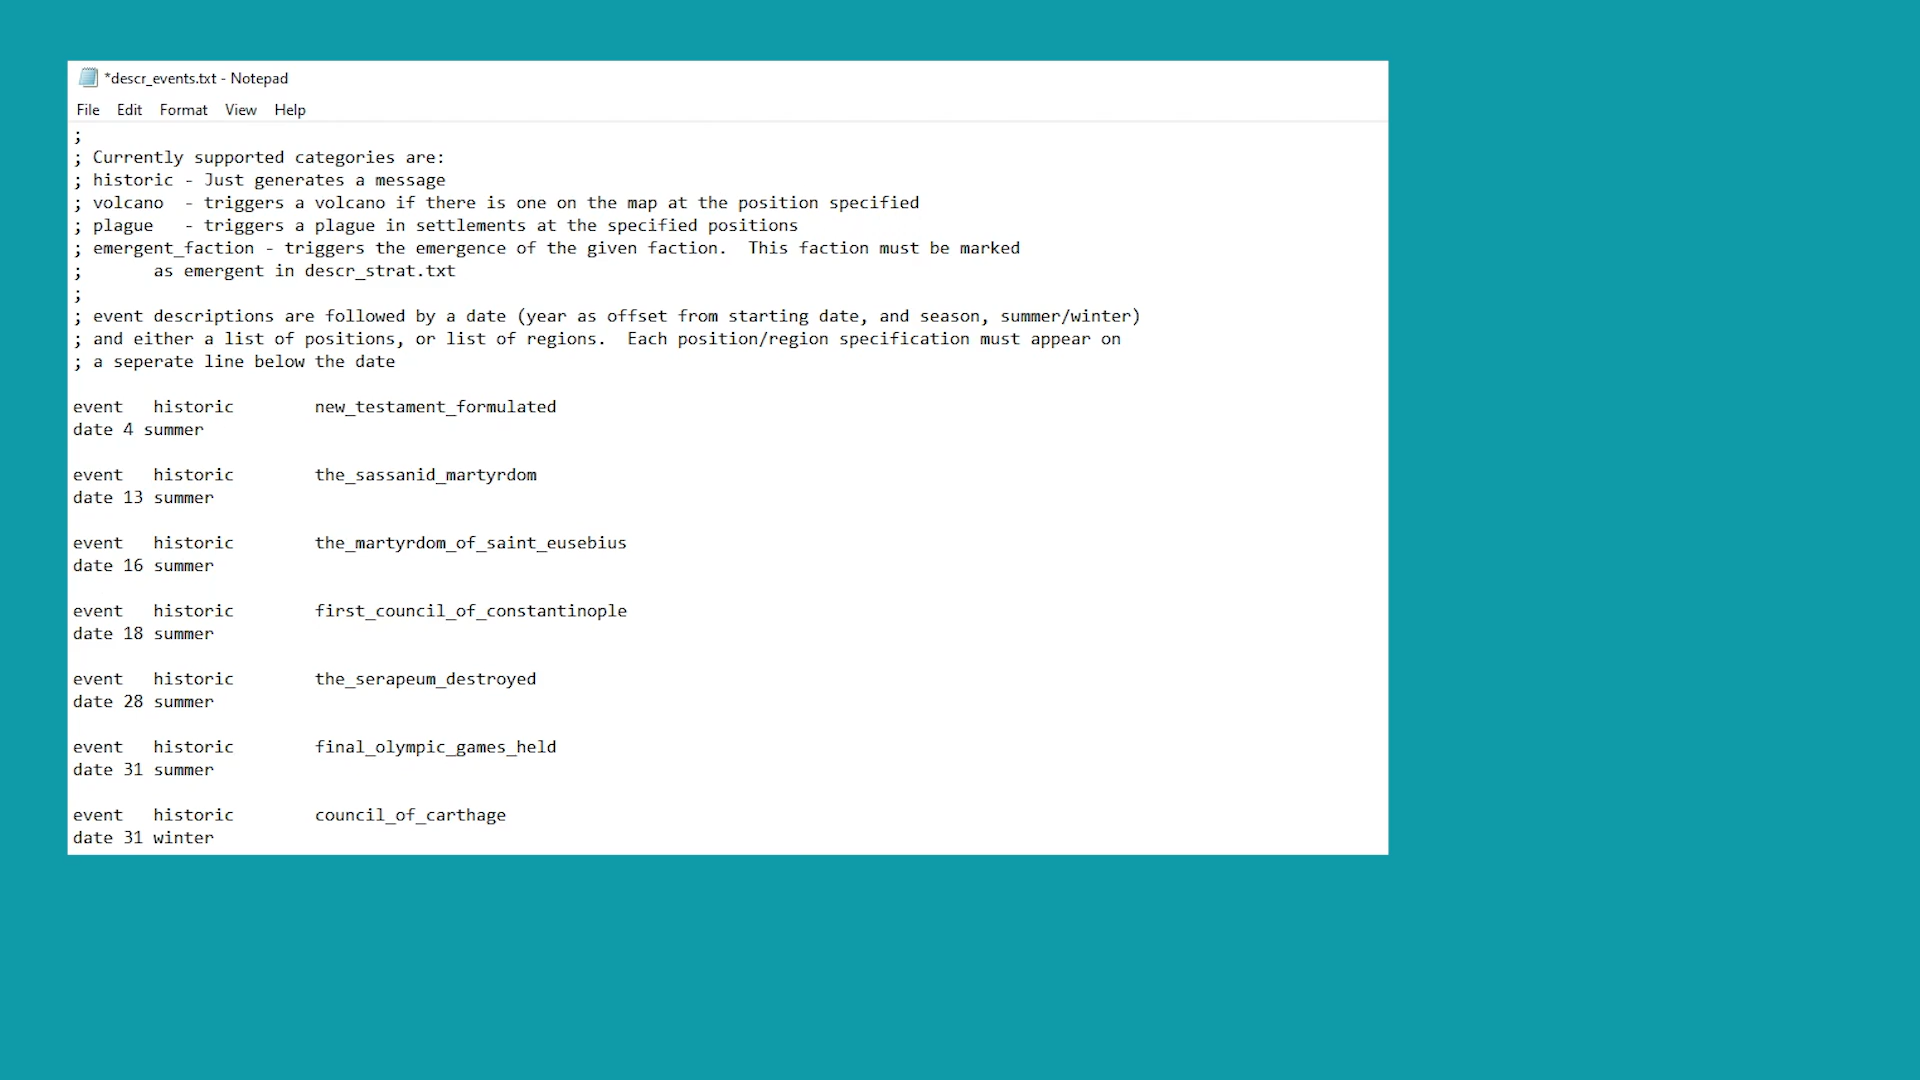 *descr_events.txt - Notepad
File Edit Format View Help
;
; Currently supported categories are:
; historic - Just generates a message
; volcano  - triggers a volcano if there is one on the map at the position specified
; plague   - triggers a plague in settlements at the specified positions
; emergent_faction - triggers the emergence of the given faction.  This faction must be marked
;       as emergent in descr_strat.txt
;
; event descriptions are followed by a date (year as offset from starting date, and season, summer/winter)
; and either a list of positions, or list of regions.  Each position/region specification must appear on
; a seperate line below the date
event   historic        new_testament_formulated
date 4 summer
event   historic        the_sassanid_martyrdom
date 13 summer
event   historic        the_martyrdom_of_saint_eusebius
date 16 summer
event   historic        first_council_of_constantinople
date 18 summer
event   historic        the_serapeum_destroyed
date 28 summer
event   historic        final_olympic_games_held
date 31 summer
event   historic        council_of_carthage
date 31 winter